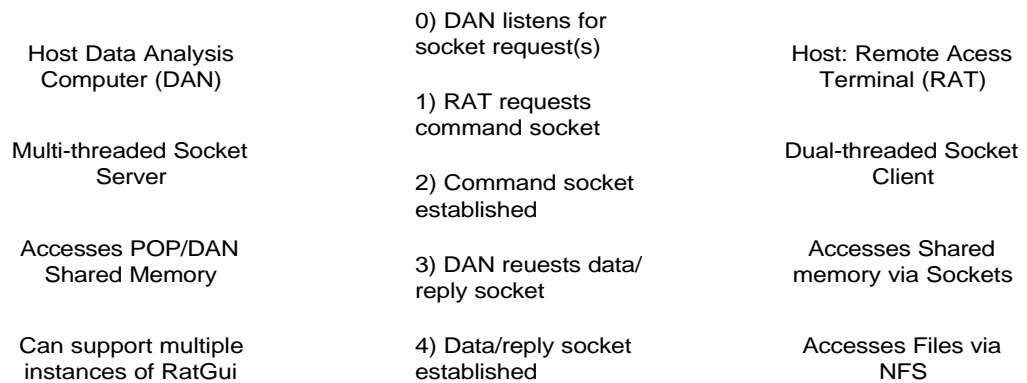 Host Data Analysis
Computer (DAN)
Multi-threaded Socket
Server
Accesses POP/DAN
Shared Memory
Can support multiple
instances of RatGui
0) DAN listens for
socket request(s)
1) RAT requests
command socket
2) Command socket
established
3) DAN reuests data/
reply socket
4) Data/reply socket
established
Host: Remote Acess
Terminal (RAT)
Dual-threaded Socket
Client
Accesses Shared
memory via Sockets
Accesses Files via
NFS